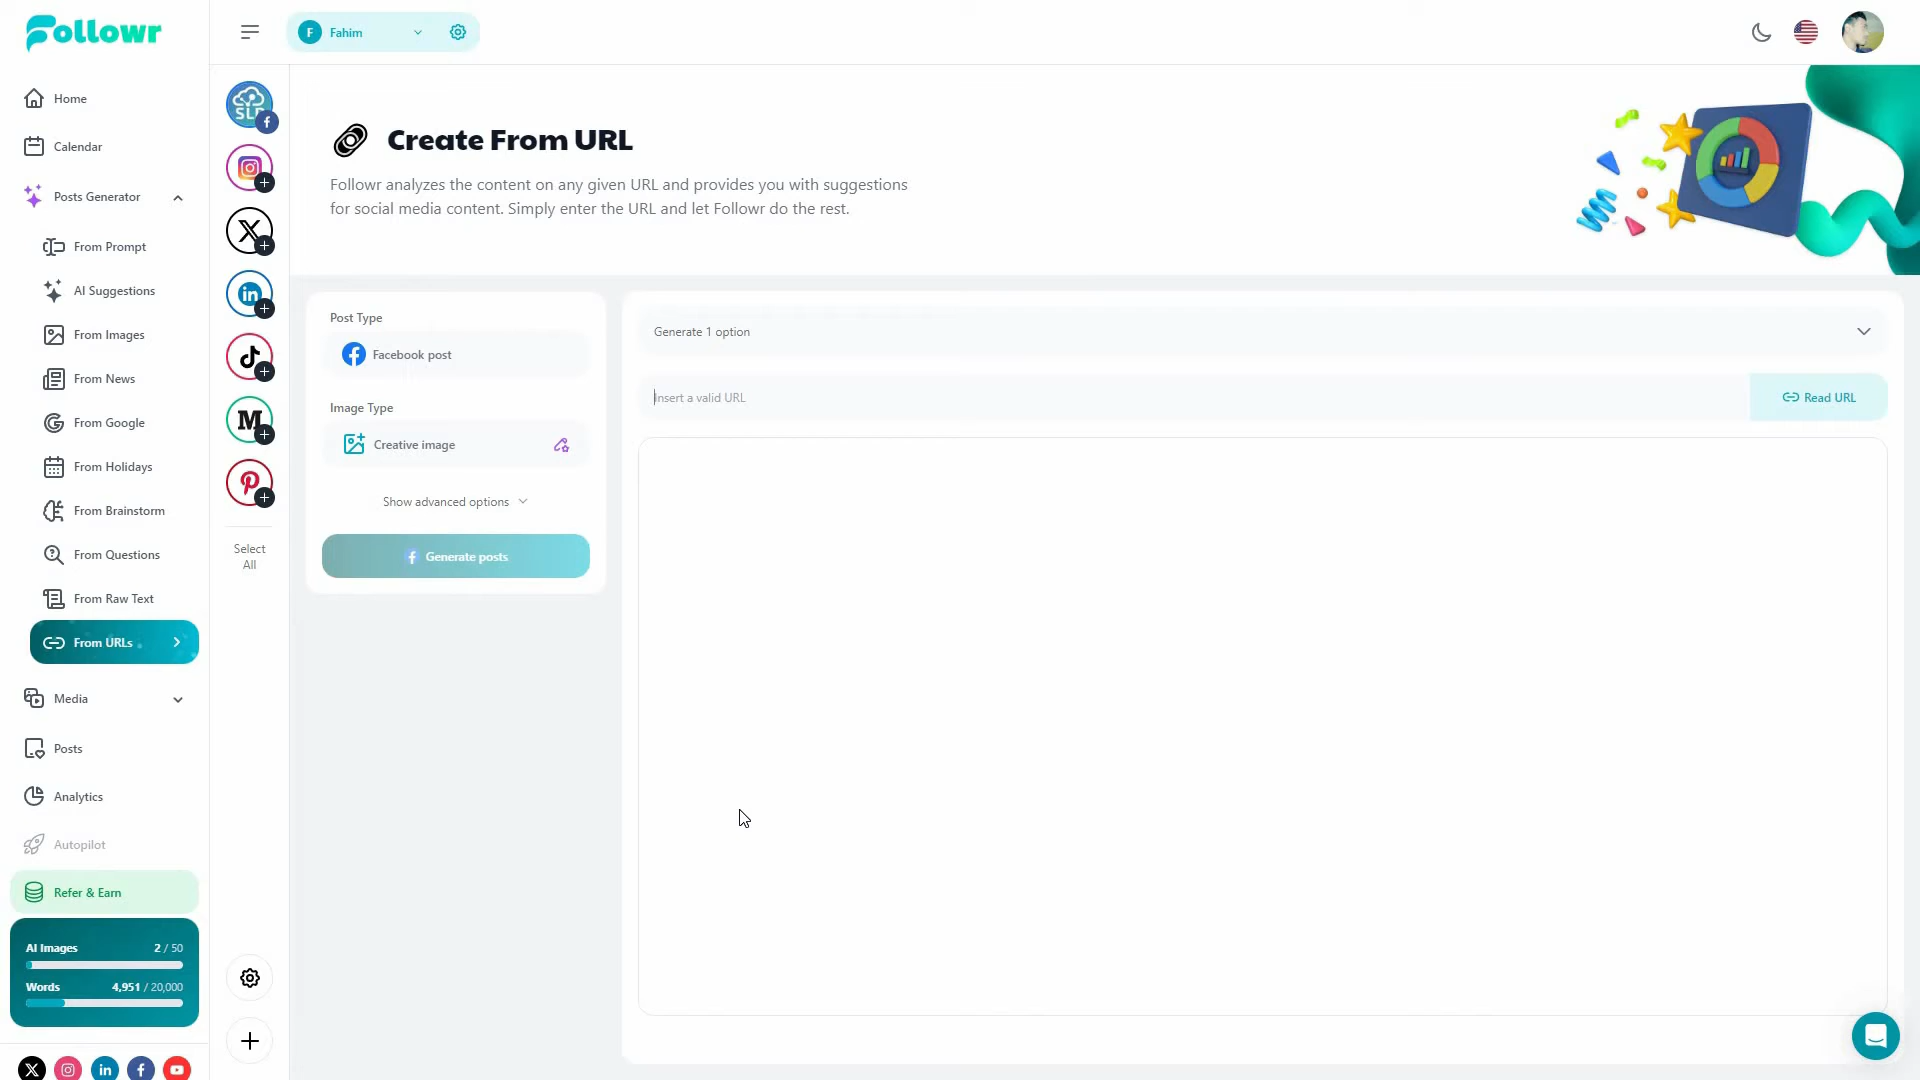 Followr
Home
Calendar
Posts Generator
From Prompt
AI Suggestions
From Images
From News
From Google
From Holidays
From Brainstorm
From Questions
From Raw Text
From URLs
Media
Posts
Analytics
Autopilot
Refer & Earn
AI Images 2 / 50
Words 4,951 / 20,000
F Fahim
SLP
Select
All
Create From URL
Followr analyzes the content on any given URL and provides you with suggestions
for social media content. Simply enter the URL and let Followr do the rest.
Post Type
Facebook post
Image Type
Creative image
Show advanced options
Generate posts
Generate 1 option
Insert a valid URL
Read URL